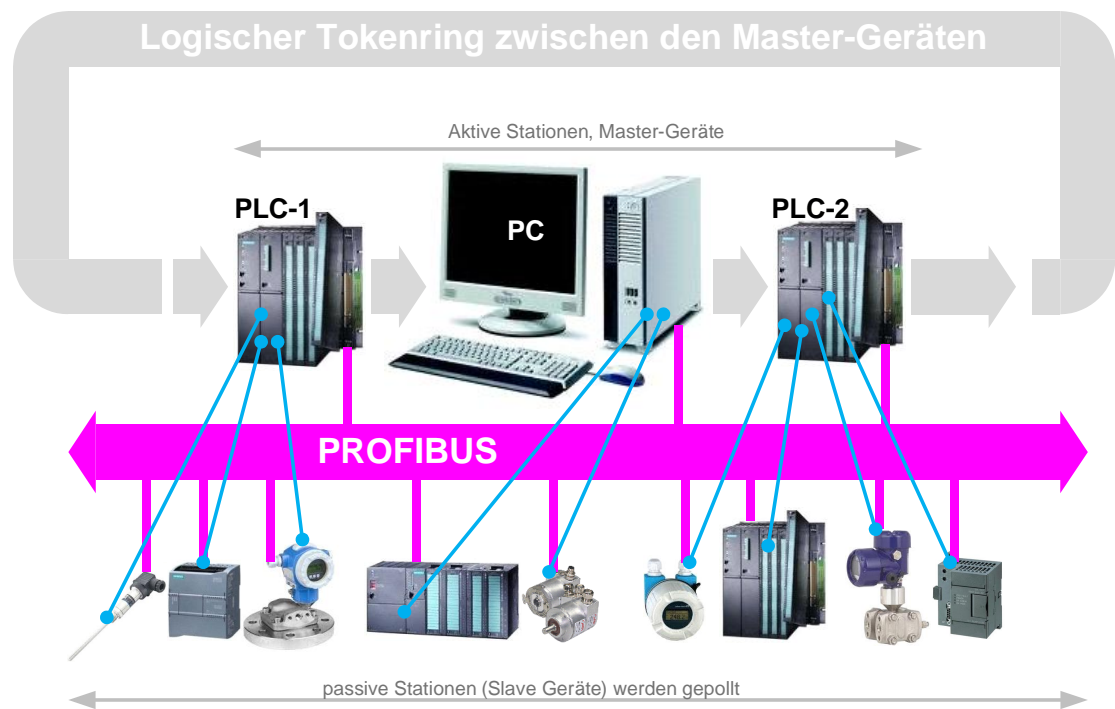 Logischer Tokenring zwischen den Master-Geräten
Aktive Stationen, Master-Geräte
PLC-1
PC
PLC-2
PROFIBUS
passive Stationen (Slave Geräte) werden gepollt